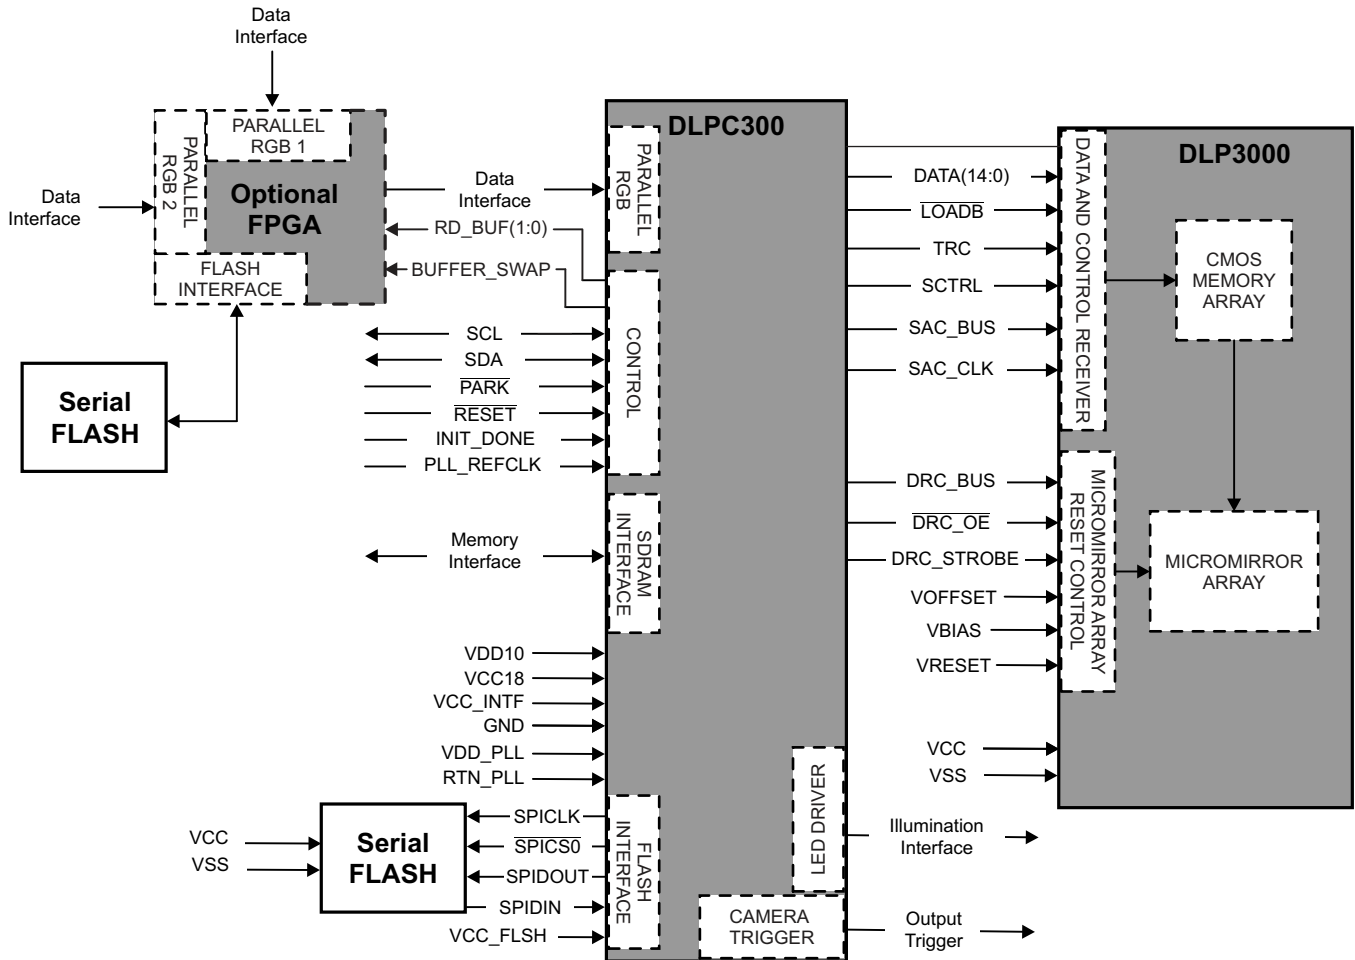 Data
Interface
PARALLEL
RGB 1
PARALLEL
RGB 2
Optional
FPGA
Data
Interface
FLASH
INTERFACE
Serial
FLASH
Data
Interface
RD_BUF(1:0)
BUFFER_SWAP
SCL
SDA
PARK
RESET
INIT_DONE
PLL_REFCLK
Memory
Interface
VDD10
VCC18
VCC_INTF
GND
VDD_PLL
RTN_PLL
SPICLK
SPICS0
SPIDOUT
SPIDIN
VCC_FLSH
VCC
VSS
Serial
FLASH
DLPC300
PARALLEL
RGB
CONTROL
SDRAM
INTERFACE
FLASH
INTERFACE
LED DRIVER
CAMERA
TRIGGER
DATA(14:0)
LOADB
TRC
SCTRL
SAC_BUS
SAC_CLK
DRC_BUS
DRC_OE
DRC_STROBE
VOFFSET
VBIAS
VRESET
VCC
VSS
Illumination
Interface
Output
Trigger
DLP3000
DATA AND CONTROL RECEIVER
CMOS
MEMORY
ARRAY
MICROMIRROR ARRAY
RESET CONTROL
MICROMIRROR
ARRAY